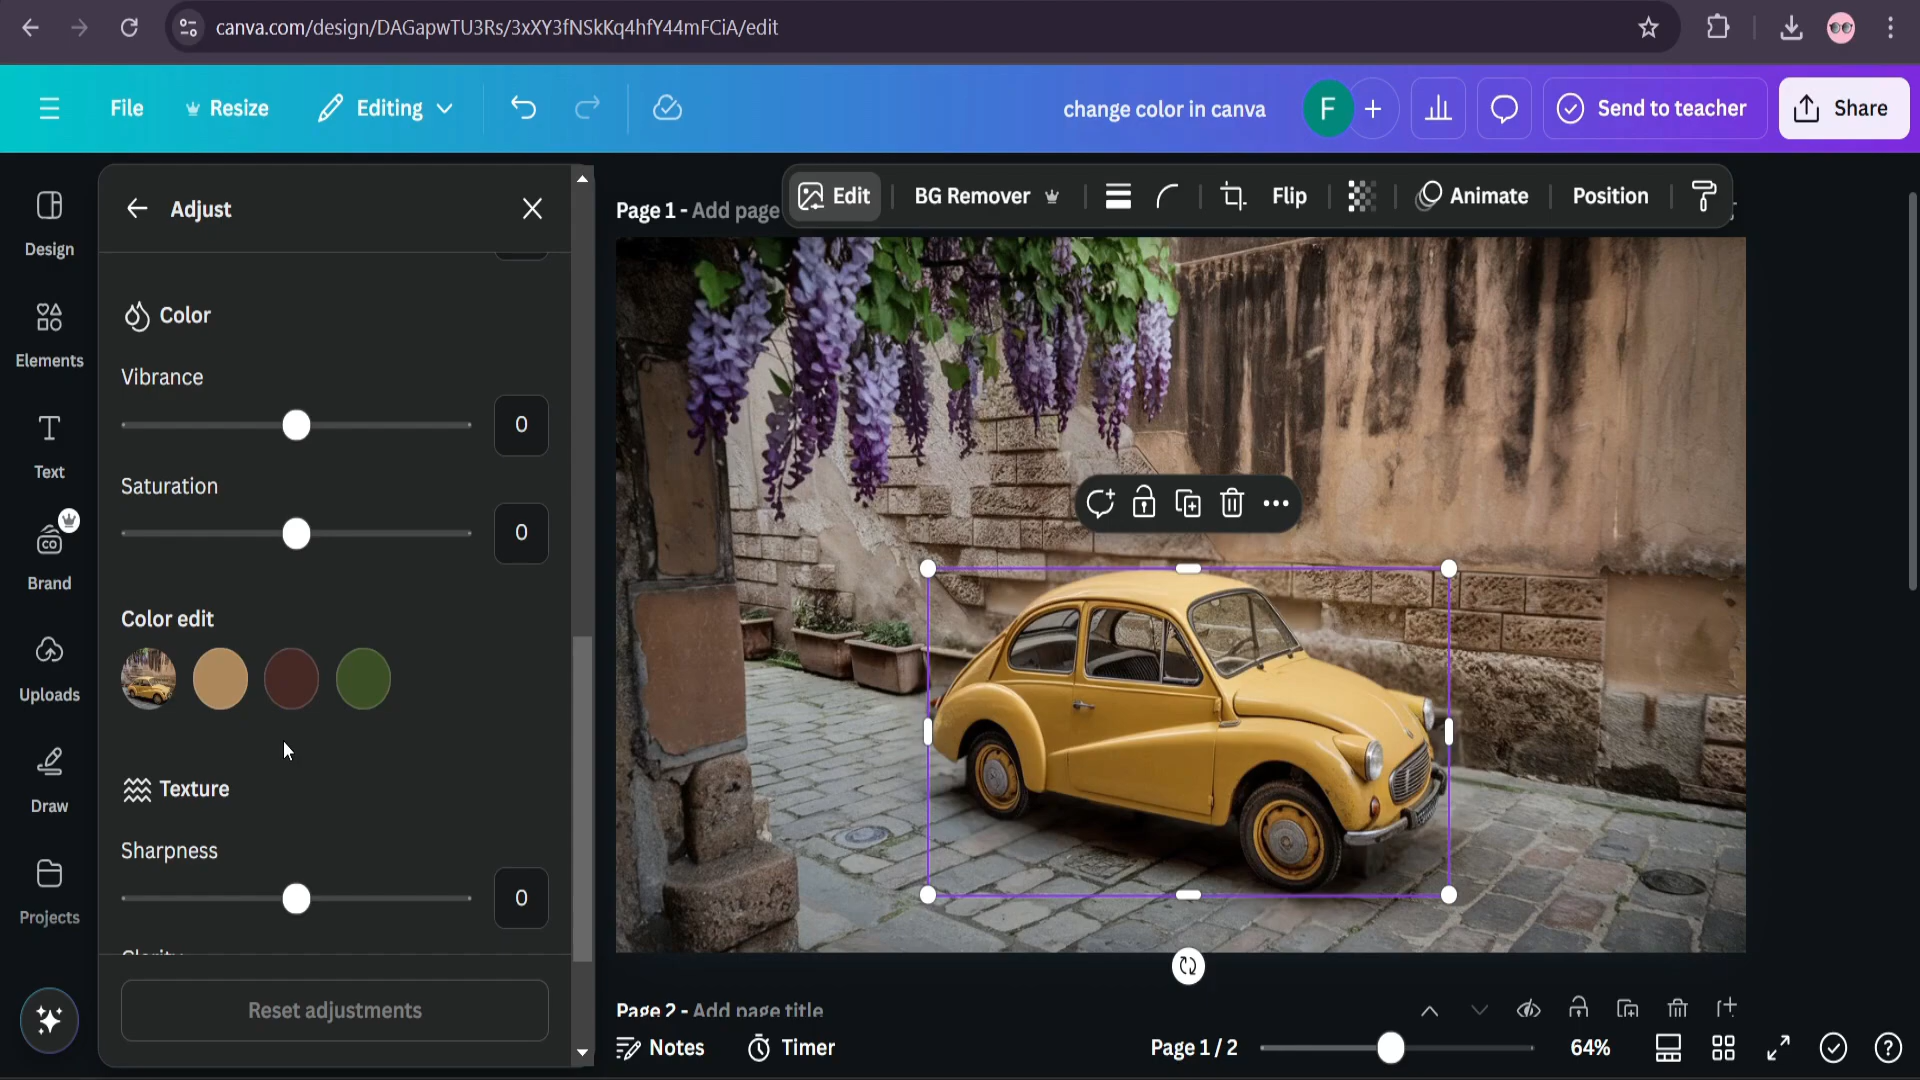 canva.com/design/DAGapwTU3Rs/3xXY3fNSkKq4hfY44mFCiA/edit
File
Resize
Editing
change color in canva
F
Send to teacher
Share
Design
Elements
Text
CO
Brand
Uploads
Draw
Projects
Adjust
Color
Vibrance
0
Saturation
0
Color edit
Texture
Sharpness
0
Clarity
Reset adjustments
Page 1 - Add page
Edit
BG Remover
Flip
Animate
Position
Page 2 - Add page title
Notes
Timer
Page 1 / 2
64%